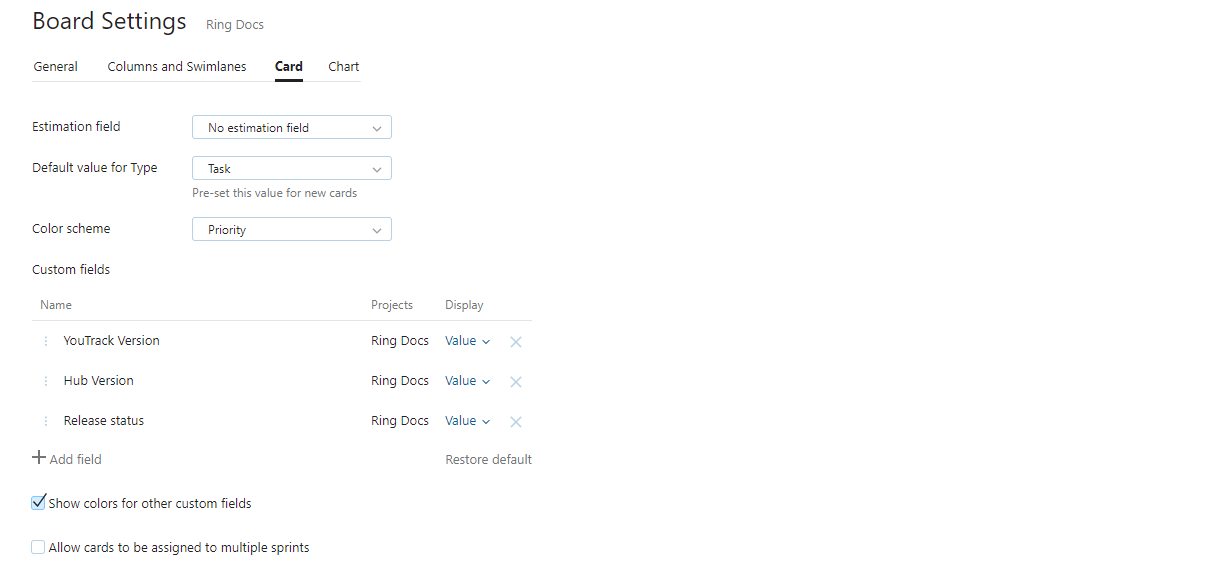 Board Settings Ring Docs
General Columns and Swimlanes Card Chart
Estimation field No estimation field
Default value for Type Task
Pre-set this value for new cards
Color scheme Priority
Custom fields
Name Projects Display
YouTrack Version Ring Docs Value
Hub Version Ring Docs Value
Release status Ring Docs Value
Add field Restore default
Show colors for other custom fields
Allow cards to be assigned to multiple sprints